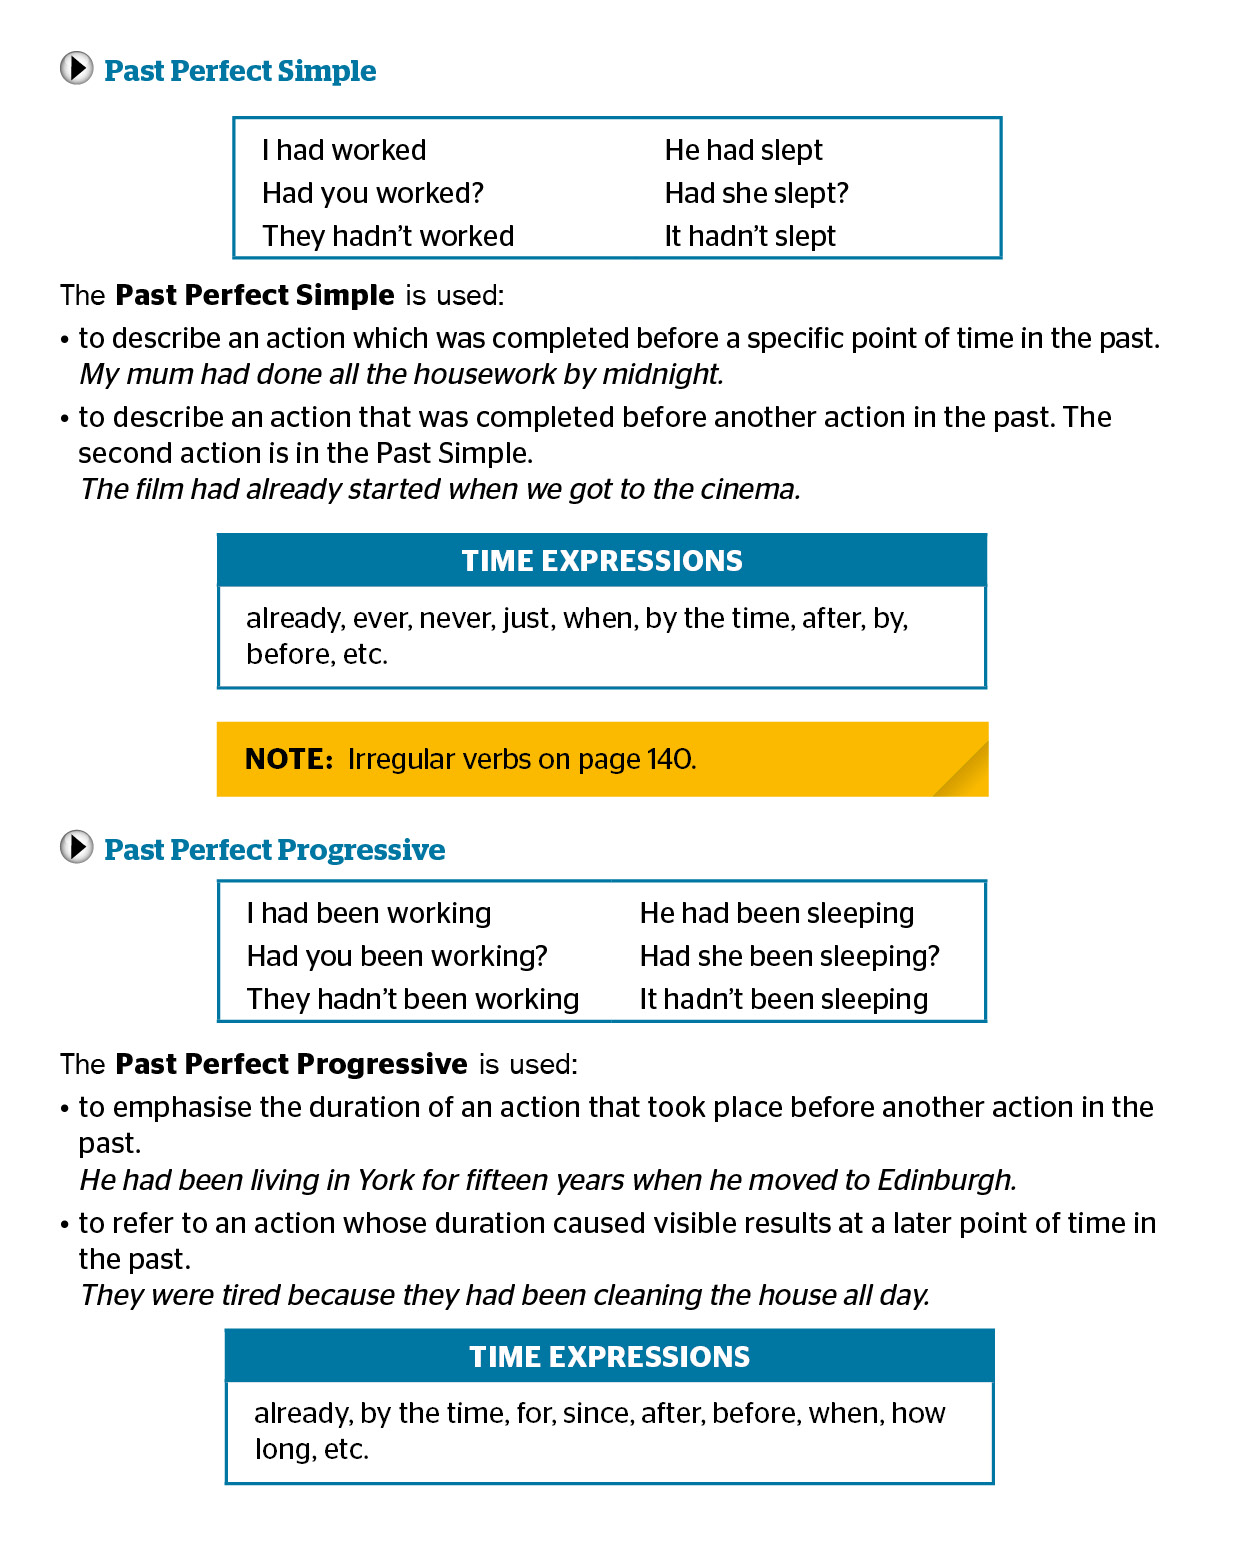 Past Perfect Simple
I had worked He had slept
Had you worked? Had she slept?
They hadn't worked It hadn't slept
The Past Perfect Simple is used:
• to describe an action which was completed before a specific point of time in the past.
My mum had done all the housework by midnight.
• to describe an action that was completed before another action in the past. The
second action is in the Past Simple.
The film had already started when we got to the cinema.
TIME EXPRESSIONS
already, ever, never, just, when, by the time, after, by,
before, etc.
NOTE: Irregular verbs on page 140.
Past Perfect Progressive
I had been working He had been sleeping
Had you been working? Had she been sleeping?
They hadn't been working It hadn't been sleeping
The Past Perfect Progressive is used:
• to emphasise the duration of an action that took place before another action in the
past.
He had been living in York for fifteen years when he moved to Edinburgh.
• to refer to an action whose duration caused visible results at a later point of time in
the past.
They were tired because they had been cleaning the house all day.
TIME EXPRESSIONS
already, by the time, for, since, after, before, when, how
long, etc.